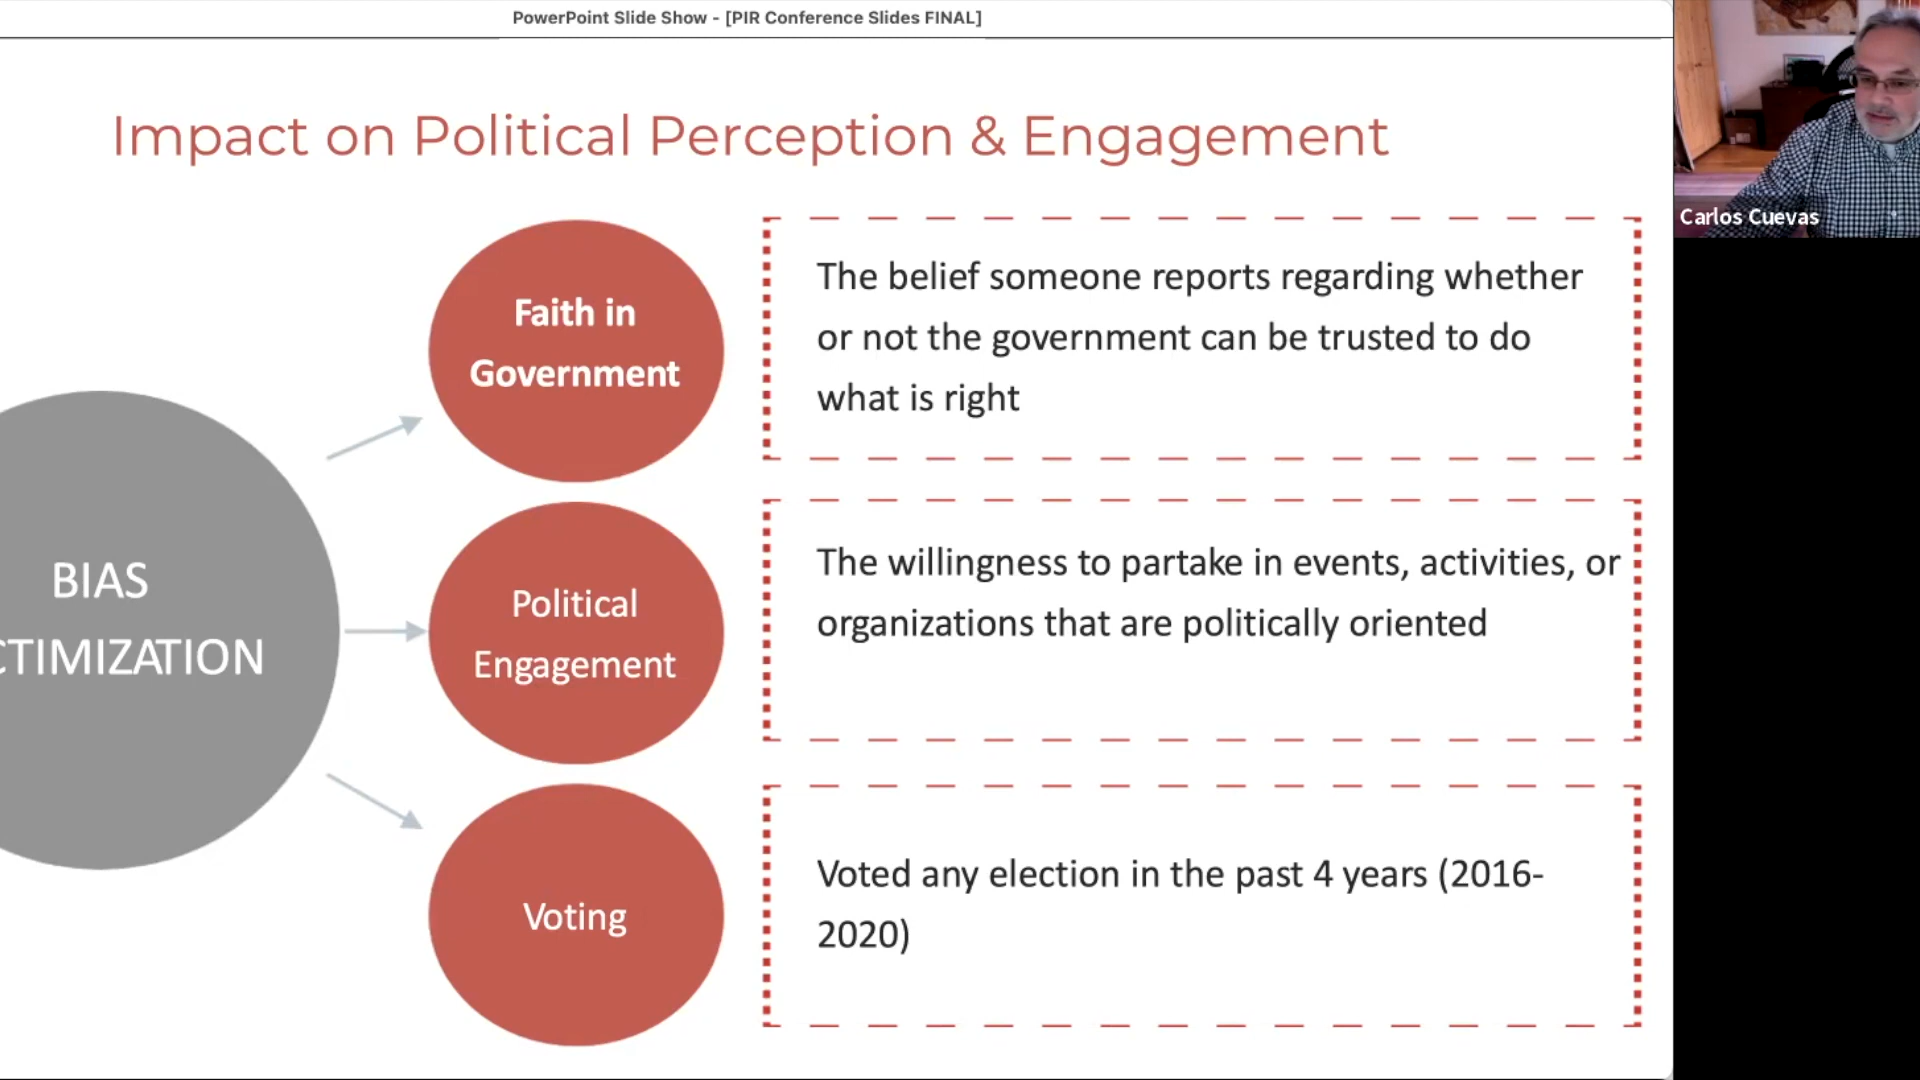 PowerPoint Slide Show - [PIR Conference Slides FINAL]
Impact on Political Perception & Engagement
Carlos Cuevas
Faith in
Government
The belief someone reports regarding whether
or not the government can be trusted to do
what is right
BIAS
CTIMIZATION
Political
Engagement
The willingness to partake in events, activities, or
organizations that are politically oriented
Voting
Voted any election in the past 4 years (2016-
2020)